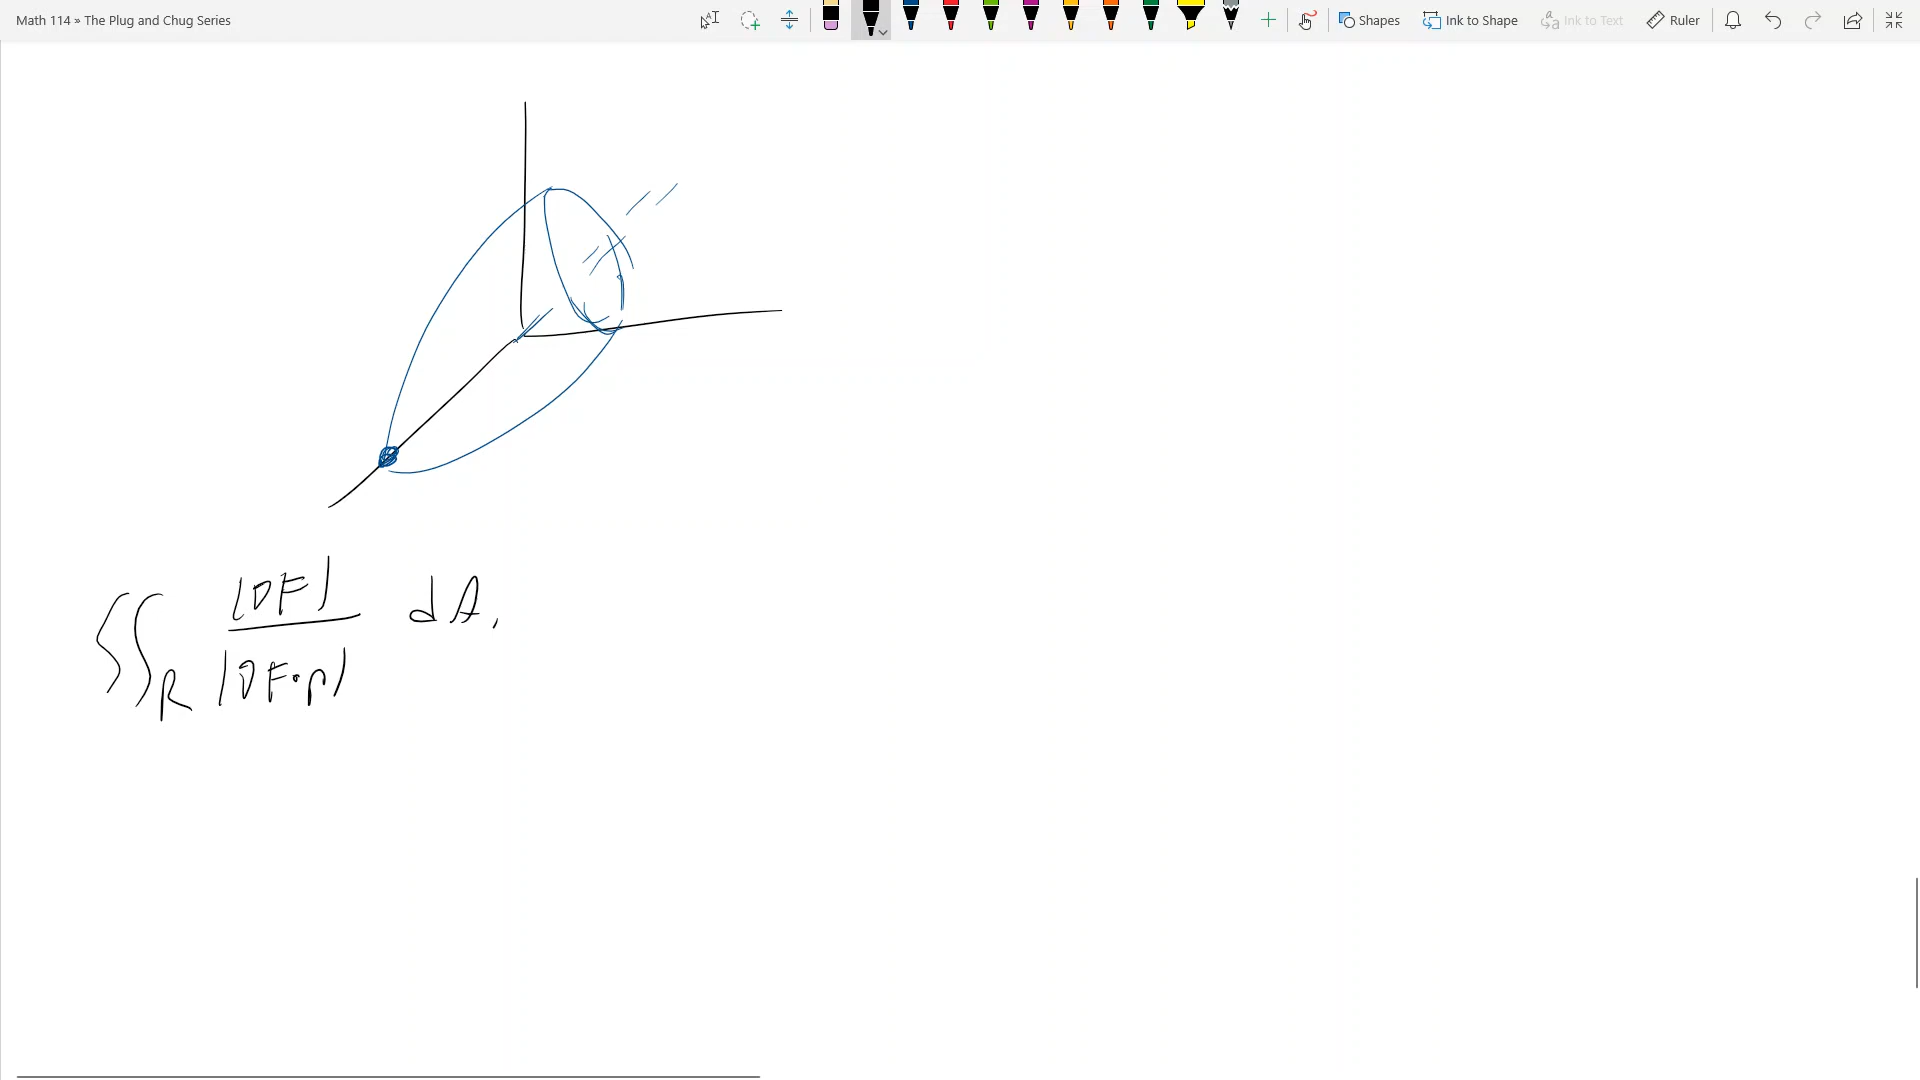 Math 114 » The Plug and Chug Series
Shapes
Ink to Shape
Ink to Text
Ruler
∫∫_R |∇F| / |∇F·p| dA,